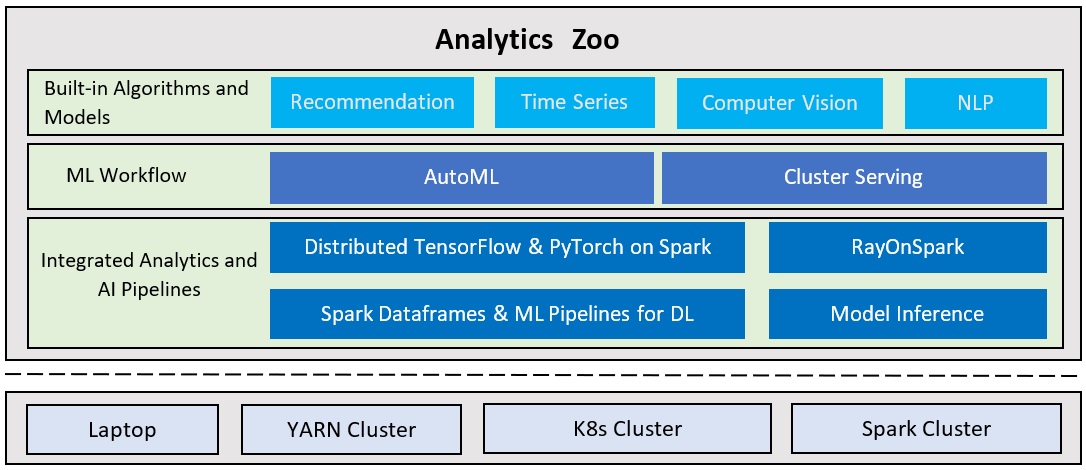 Analytics Zoo
Built-in Algorithms and
Models
Recommendation
Time Series
Computer Vision
NLP
ML Workflow
AutoML
Cluster Serving
Integrated Analytics and
AI Pipelines
Distributed TensorFlow & PyTorch on Spark
RayOnSpark
Spark Dataframes & ML Pipelines for DL
Model Inference
Laptop
YARN Cluster
K8s Cluster
Spark Cluster